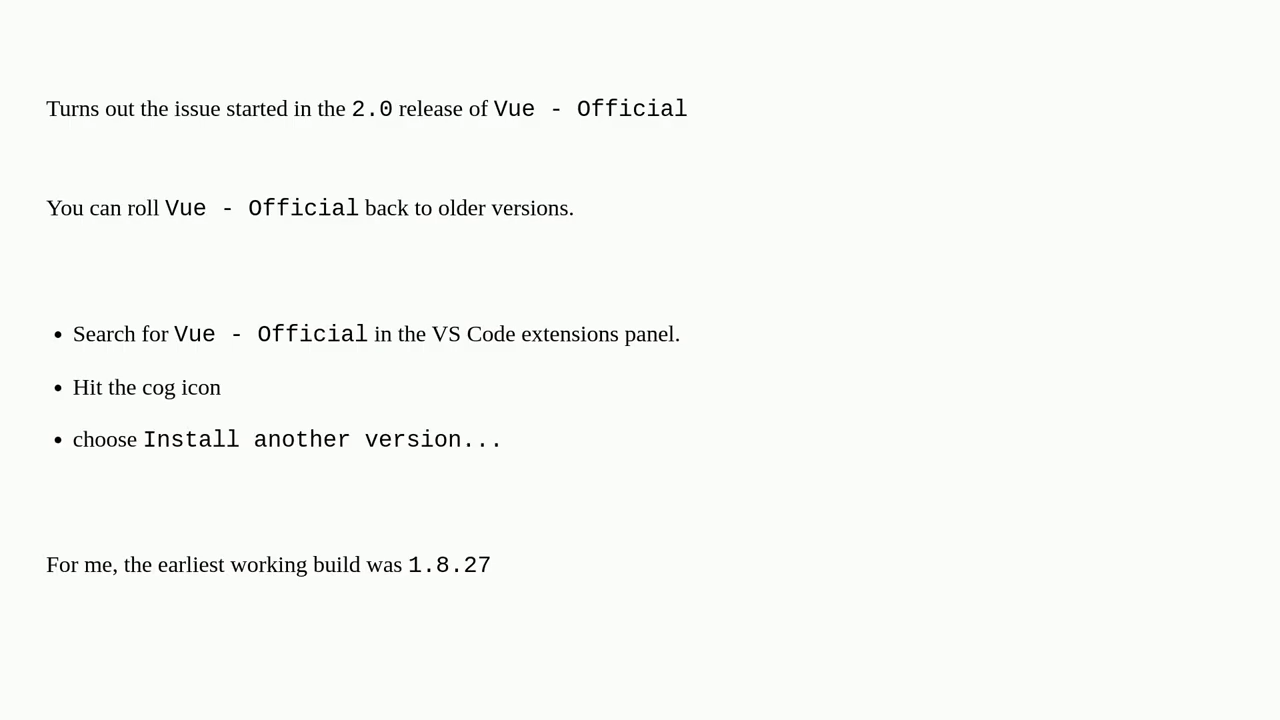 Turns out the issue started in the 2.0 release of Vue - Official
You can roll Vue - Official back to older versions.
• Search for Vue - Official in the VS Code extensions panel.
• Hit the cog icon
• choose Install another version...
For me, the earliest working build was 1.8.27